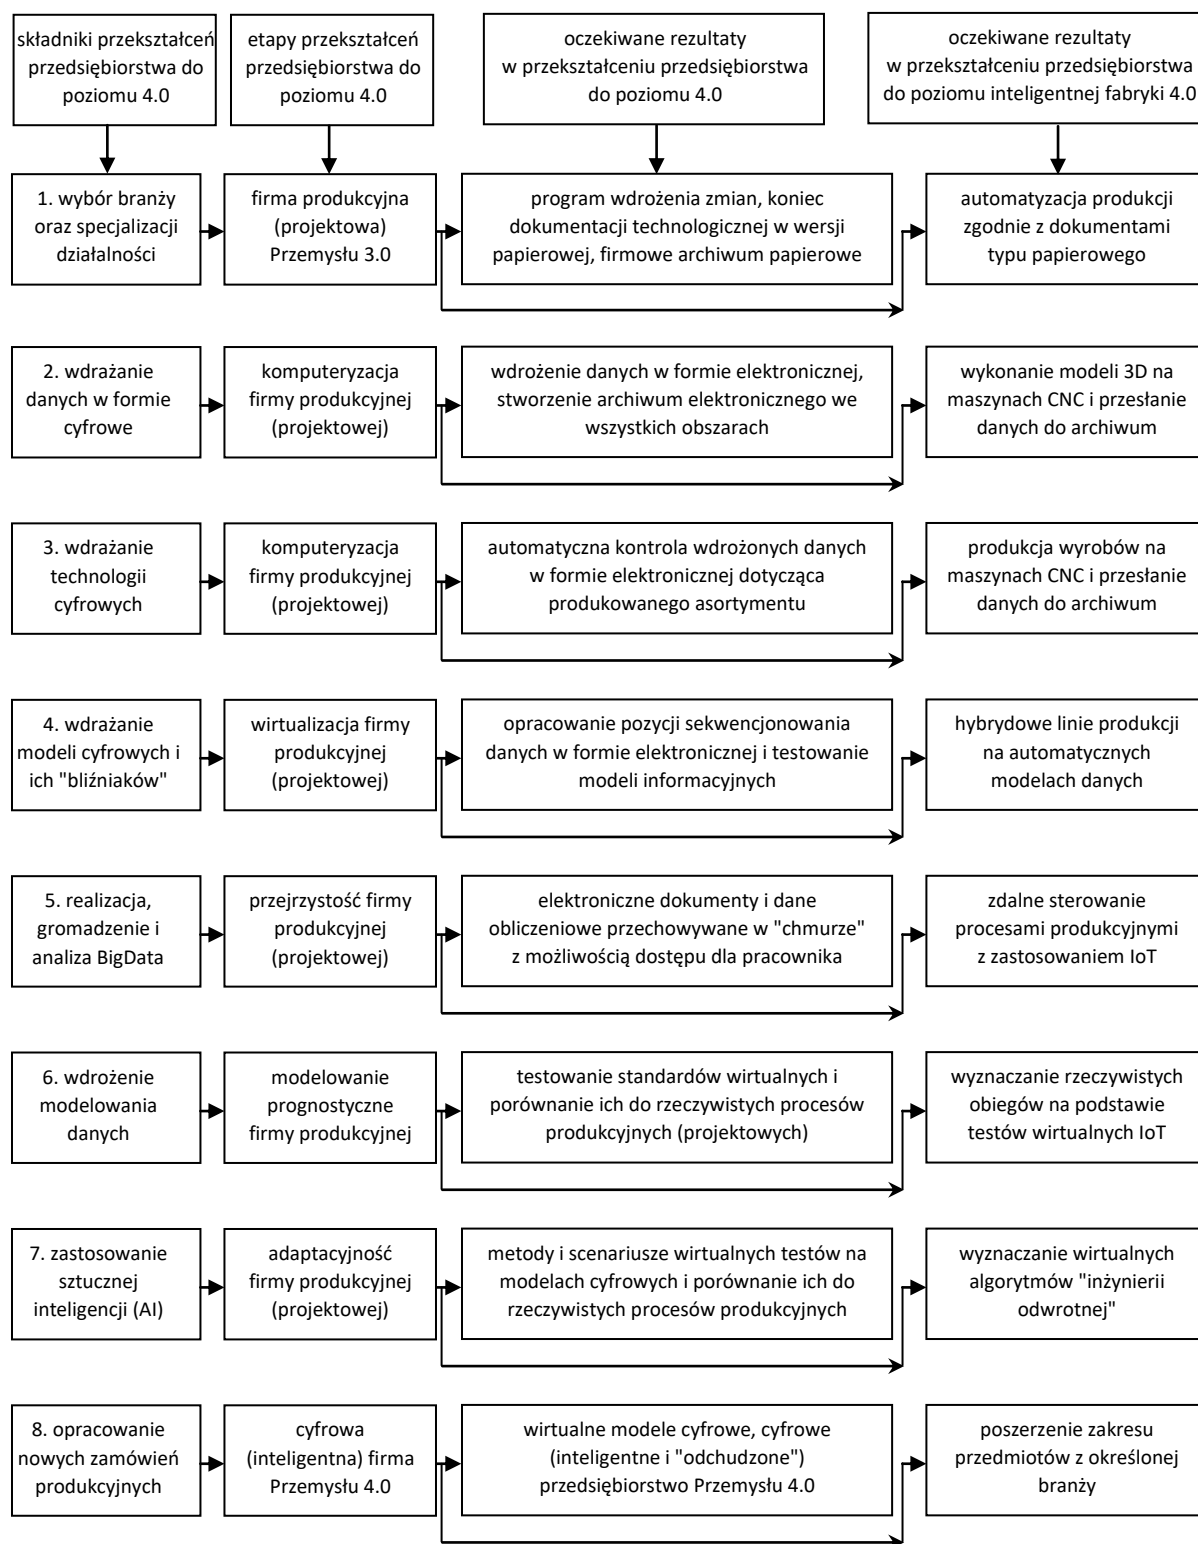 składniki przekształceń
przedsiębiorstwa do
poziomu 4.0
etapy przekształceń
przedsiębiorstwa do
poziomu 4.0
oczekiwane rezultaty
w przekształceniu przedsiębiorstwa
do poziomu 4.0
oczekiwane rezultaty
w przekształceniu przedsiębiorstwa
do poziomu inteligentnej fabryki 4.0
1. wybór branży
oraz specjalizacji
działalności
firma produkcyjna
(projektowa)
Przemysłu 3.0
program wdrożenia zmian, koniec
dokumentacji technologicznej w wersji
papierowej, firmowe archiwum papierowe
automatyzacja produkcji
zgodnie z dokumentami
typu papierowego
2. wdrażanie
danych w formie
cyfrowe
komputeryzacja
firmy produkcyjnej
(projektowej)
wdrożenie danych w formie elektronicznej,
stworzenie archiwum elektronicznego we
wszystkich obszarach
wykonanie modeli 3D na
maszynach CNC i przesłanie
danych do archiwum
3. wdrażanie
technologii
cyfrowych
komputeryzacja
firmy produkcyjnej
(projektowej)
automatyczna kontrola wdrożonych danych
w formie elektronicznej dotycząca
produkowanego asortymentu
produkcja wyrobów na
maszynach CNC i przesłanie
danych do archiwum
4. wdrażanie
modeli cyfrowych i
ich "bliźniaków"
wirtualizacja firmy
produkcyjnej
(projektowej)
opracowanie pozycji sekwencjonowania
danych w formie elektronicznej i testowanie
modeli informacyjnych
hybrydowe linie produkcji
na automatycznych
modelach danych
5. realizacja,
gromadzenie i
analiza BigData
przejrzystość firmy
produkcyjnej
(projektowej)
elektroniczne dokumenty i dane
obliczeniowe przechowywane w "chmurze"
z możliwością dostępu dla pracownika
zdalne sterowanie
procesami produkcyjnymi
z zastosowaniem IoT
6. wdrożenie
modelowania
danych
modelowanie
prognostyczne
firmy produkcyjnej
testowanie standardów wirtualnych i
porównanie ich do rzeczywistych procesów
produkcyjnych (projektowych)
wyznaczanie rzeczywistych
obiegów na podstawie
testów wirtualnych IoT
7. zastosowanie
sztucznej
inteligencji (AI)
adaptacyjność
firmy produkcyjnej
(projektowej)
metody i scenariusze wirtualnych testów na
modelach cyfrowych i porównanie ich do
rzeczywistych procesów produkcyjnych
wyznaczanie wirtualnych
algorytmów "inżynierii
odwrotnej"
8. opracowanie
nowych zamówień
produkcyjnych
cyfrowa
(inteligentna) firma
Przemysłu 4.0
wirtualne modele cyfrowe, cyfrowe
(inteligentne i "odchudzone")
przedsiębiorstwo Przemysłu 4.0
poszerzenie zakresu
przedmiotów z określonej
branży